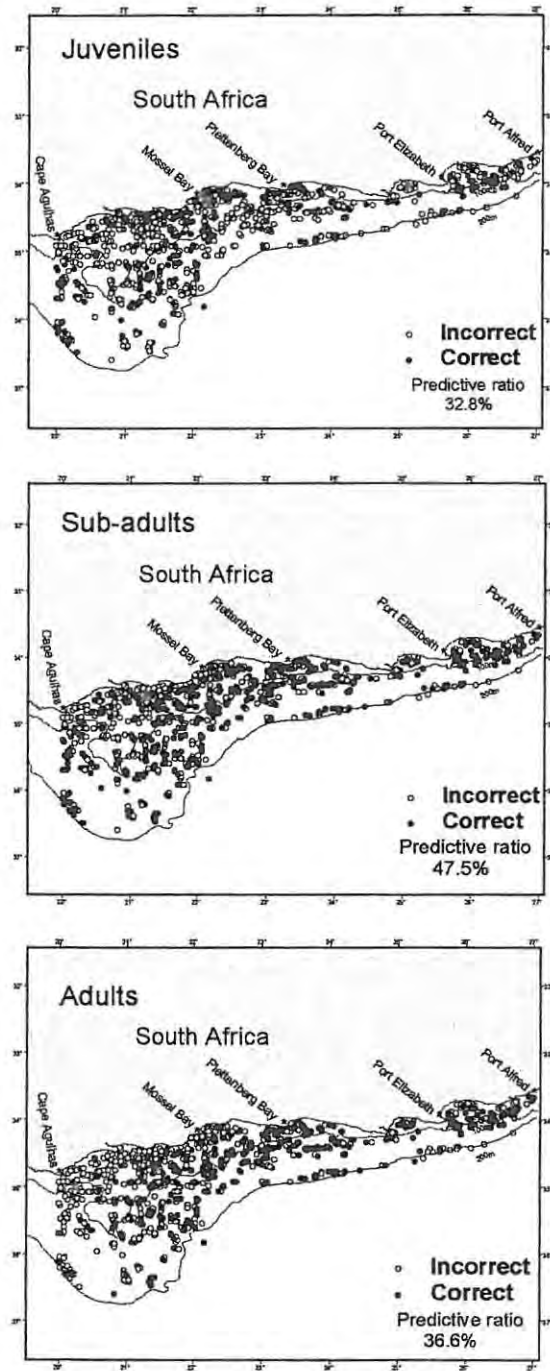 Juveniles
South Africa
Cape Agulhas
Mossel Bay
Plettenberg Bay
Port Elizabeth
Port Alfred
200m
Incorrect
Correct
Predictive ratio
32.8%
Sub-adults
South Africa
Cape Agulhas
Mossel Bay
Plettenberg Bay
Port Elizabeth
Port Alfred
200m
Incorrect
Correct
Predictive ratio
47.5%
Adults
South Africa
Cape Agulhas
Mossel Bay
Plettenberg Bay
Port Elizabeth
Port Alfred
200m
Incorrect
Correct
Predictive ratio
36.6%